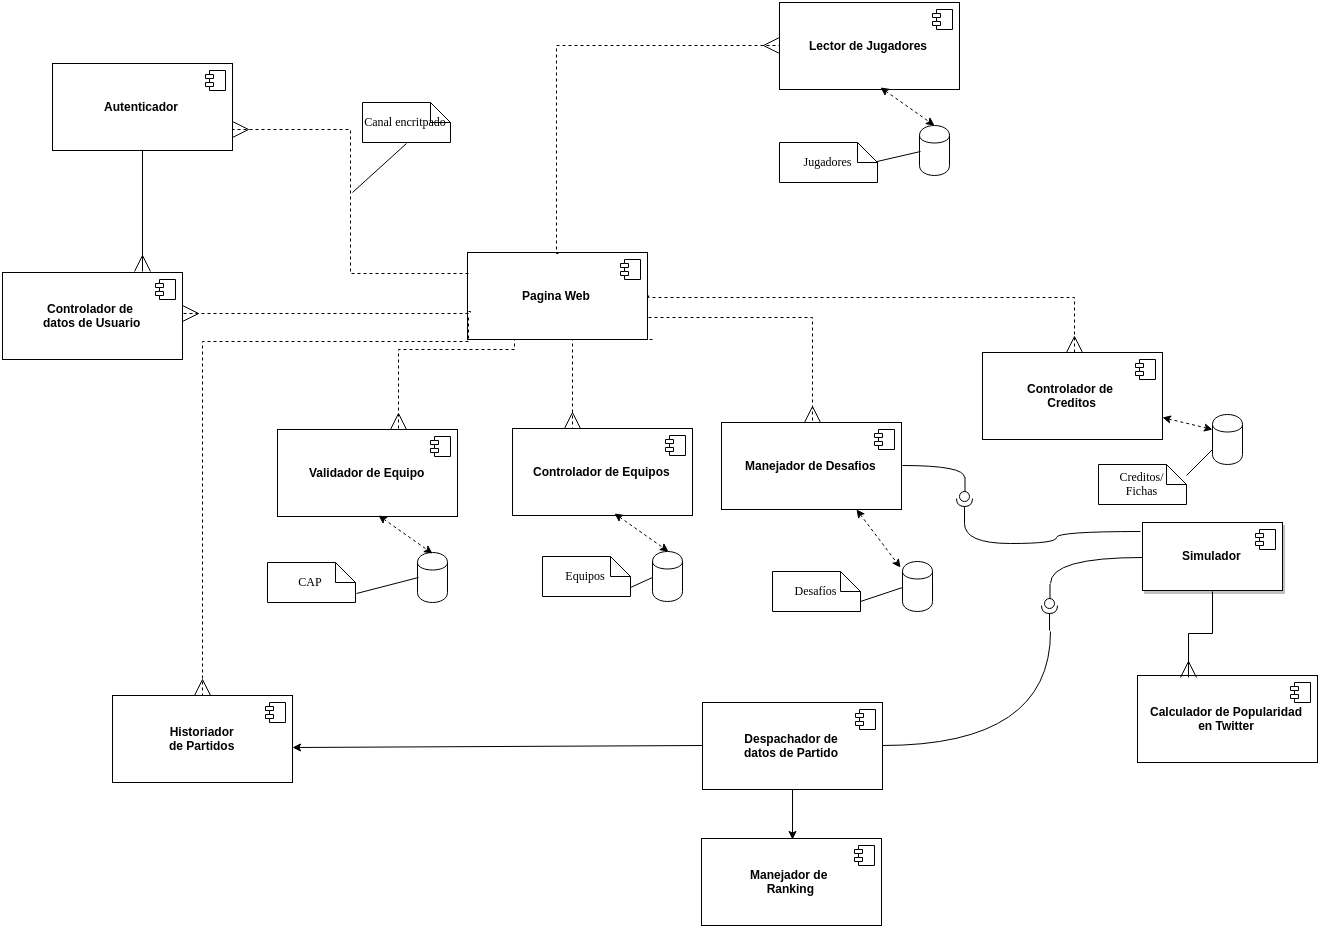 Lector de Jugadores
Autenticador
Canal encritpado
Jugadores
Pagina Web
Controlador de
datos de Usuario
Controlador de
Creditos
Validador de Equipo
Controlador de Equipos
Manejador de Desafios
Creditos/
Fichas
Simulador
CAP
Equipos
Desafíos
Historiador
de Partidos
Despachador de
datos de Partido
Calculador de Popularidad
en Twitter
Manejador de
Ranking